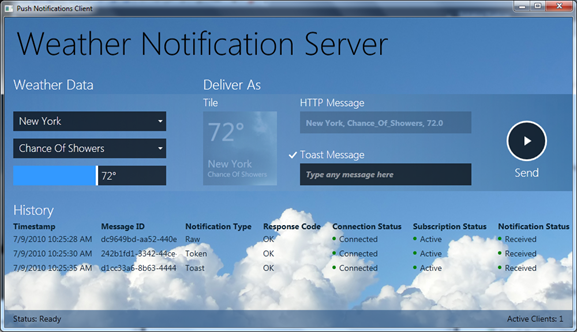 Push Notifications Client
Weather Notification Server
Weather Data
Deliver As
Tile
HTTP Message
New York
72°
New York, Chance_Of_Showers, 72.0
Chance Of Showers
New York
Chance Of Showers
Toast Message
72°
Type any message here
Send
History
Timestamp Message ID Notification Type Response Code Connection Status Subscription Status Notification Status
7/9/2010 10:25:28 AM dc9649bd-aa52-440e Raw OK Connected Active Received
7/9/2010 10:25:30 AM 242b1fd1-3342-44ce Token OK Connected Active Received
7/9/2010 10:25:35 AM d1cc33a6-8b63-4444 Toast OK Connected Active Received
Status: Ready Active Clients: 1